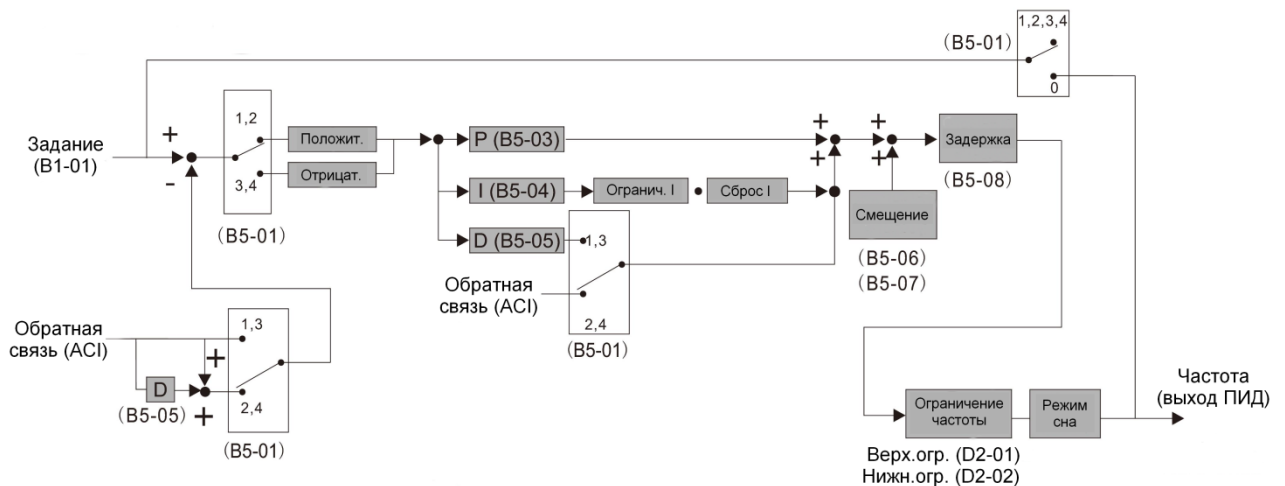 (B5-01)
1,2,3,4
0
Задание
(B1-01)
+
-
1,2
3,4
(B5-01)
Положит.
Отрицат.
P (B5-03)
I (B5-04)
Огранич. I
Сброс I
D (B5-05)
1,3
2,4
(B5-01)
Обратная
связь (ACI)
+
+
+
+
Смещение
(B5-06)
(B5-07)
Задержка
(B5-08)
Обратная
связь (ACI)
D
(B5-05)
+
+
1,3
2,4
(B5-01)
Ограничение
частоты
Верх.огр. (D2-01)
Нижн.огр. (D2-02)
Режим
сна
Частота
(выход ПИД)